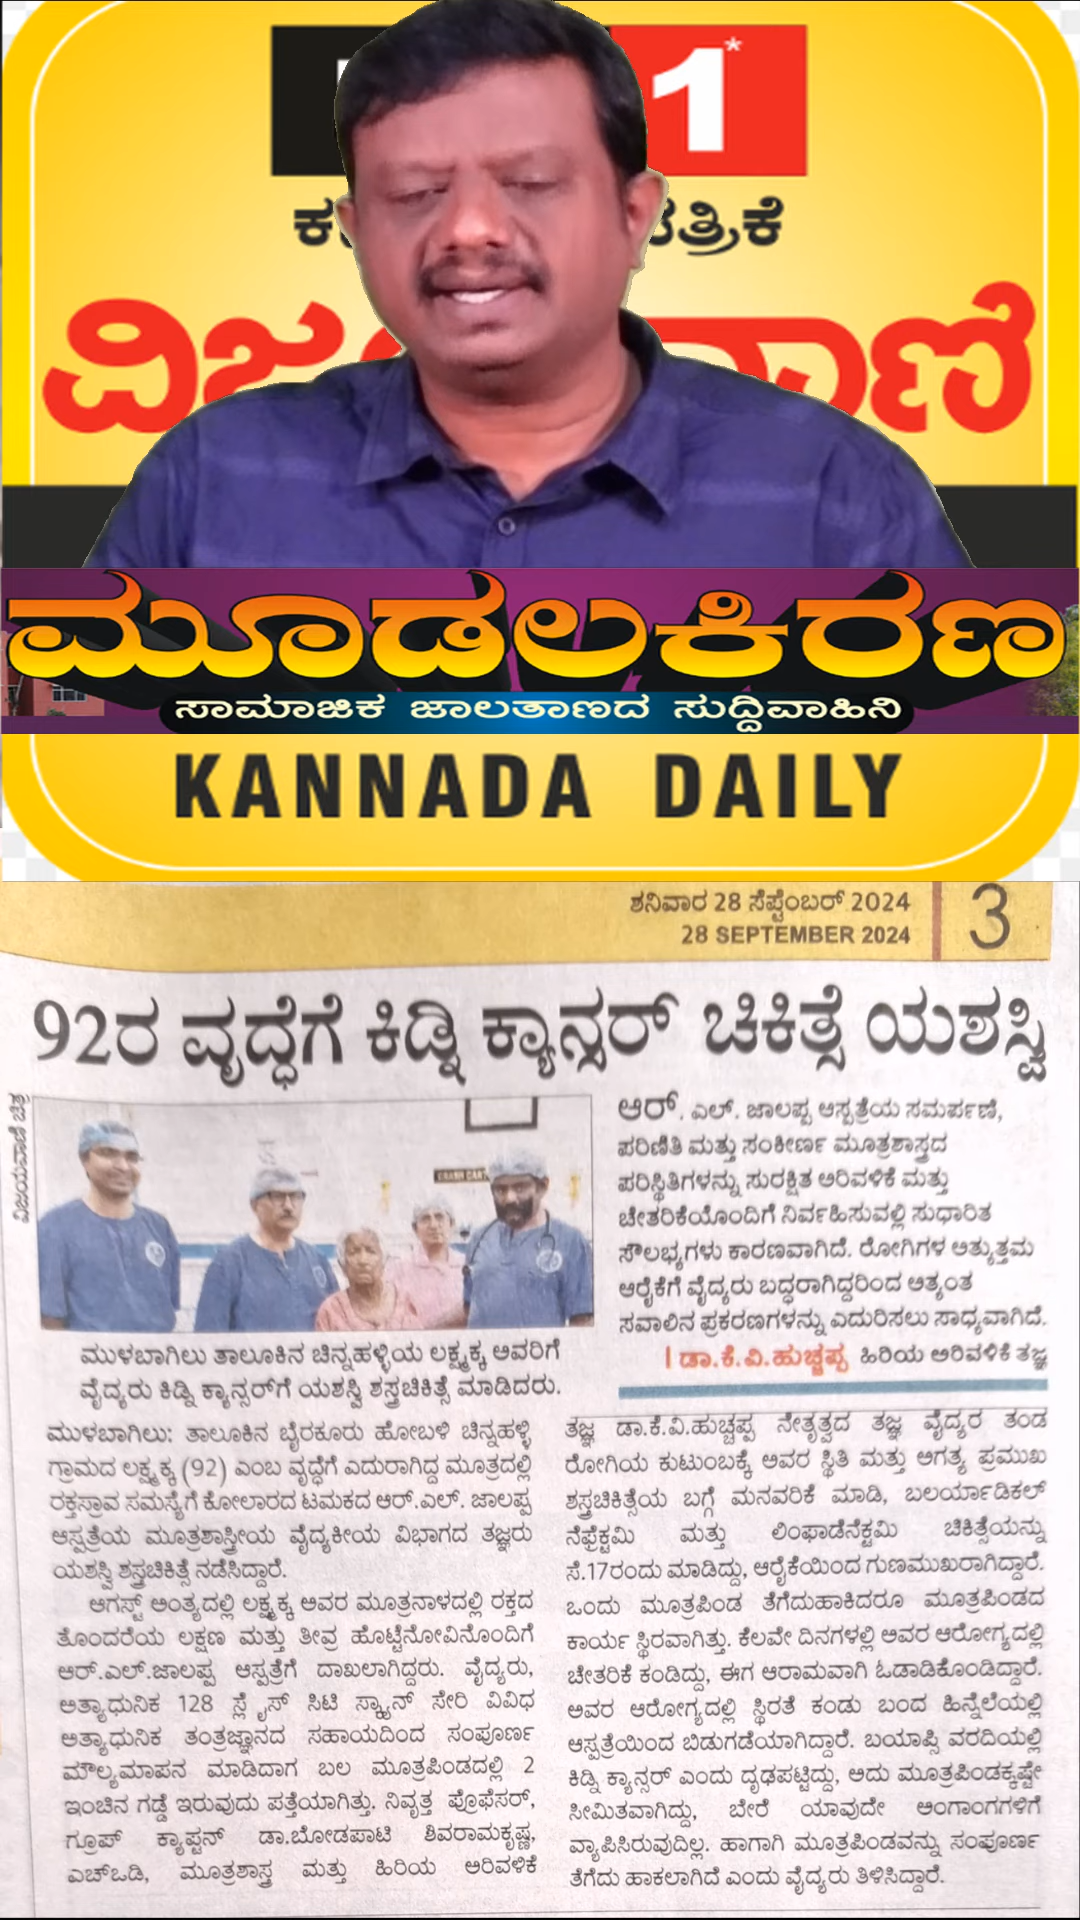 1*
ವಿಜ
ವಾಣಿ
ಮೂಡಲಕಿರಣ
ಸಾಮಾಜಿಕ ಜಾಲತಾಣದ ಸುದ್ದಿವಾಹಿನಿ
KANNADA DAILY
ಶನಿವಾರ 28 ಸೆಪ್ಟೆಂಬರ್ 2024
28 SEPTEMBER 2024
3
92ರ ವೃದ್ಧೆಗೆ ಕಿಡ್ನಿ ಕ್ಯಾನ್ಸರ್ ಚಿಕಿತ್ಸೆ ಯಶಸ್ವಿ
ವಿಜಯವಾಣಿ ಚಿತ್ರ
CRASH CART
ಮುಳಬಾಗಿಲು ತಾಲೂಕಿನ ಚಿನ್ನಹಳ್ಳಿಯ ಲಕ್ಷ್ಮಕ್ಕ ಅವರಿಗೆ
ವೈದ್ಯರು ಕಿಡ್ನಿ ಕ್ಯಾನ್ಸರ್‌ಗೆ ಯಶಸ್ವಿ ಶಸ್ತ್ರಚಿಕಿತ್ಸೆ ಮಾಡಿದರು.
ಆರ್. ಎಲ್. ಜಾಲಪ್ಪ ಆಸ್ಪತ್ರೆಯ ಸಮರ್ಪಣೆ,
ಪರಿಣಿತಿ ಮತ್ತು ಸಂಕೀರ್ಣ ಮೂತ್ರಶಾಸ್ತ್ರದ
ಪರಿಸ್ಥಿತಿಗಳನ್ನು ಸುರಕ್ಷಿತ ಅರಿವಳಿಕೆ ಮತ್ತು
ಚೇತರಿಕೆಯೊಂದಿಗೆ ನಿರ್ವಹಿಸುವಲ್ಲಿ ಸುಧಾರಿತ
ಸೌಲಭ್ಯಗಳು ಕಾರಣವಾಗಿದೆ. ರೋಗಿಗಳ ಅತ್ಯುತ್ತಮ
ಆರೈಕೆಗೆ ವೈದ್ಯರು ಬದ್ಧರಾಗಿದ್ದರಿಂದ ಅತ್ಯಂತ
ಸವಾಲಿನ ಪ್ರಕರಣಗಳನ್ನು ಎದುರಿಸಲು ಸಾಧ್ಯವಾಗಿದೆ.
| ಡಾ.ಕೆ.ವಿ.ಹುಚ್ಚಪ್ಪ ಹಿರಿಯ ಅರಿವಳಿಕೆ ತಜ್ಞ
ಮುಳಬಾಗಿಲು: ತಾಲೂಕಿನ ಬೈರಕೂರು ಹೋಬಳಿ ಚಿನ್ನಹಳ್ಳಿ
ಗ್ರಾಮದ ಲಕ್ಷ್ಮಕ್ಕ (92) ಎಂಬ ವೃದ್ಧೆಗೆ ಎದುರಾಗಿದ್ದ ಮೂತ್ರದಲ್ಲಿ
ರಕ್ತಸ್ರಾವ ಸಮಸ್ಯೆಗೆ ಕೋಲಾರದ ಟಮಕದ ಆರ್.ಎಲ್. ಜಾಲಪ್ಪ
ಆಸ್ಪತ್ರೆಯ ಮೂತ್ರಶಾಸ್ತ್ರೀಯ ವೈದ್ಯಕೀಯ ವಿಭಾಗದ ತಜ್ಞರು
ಯಶಸ್ವಿ ಶಸ್ತ್ರಚಿಕಿತ್ಸೆ ನಡೆಸಿದ್ದಾರೆ.
ಆಗಸ್ಟ್ ಅಂತ್ಯದಲ್ಲಿ ಲಕ್ಷ್ಮಕ್ಕ ಅವರ ಮೂತ್ರನಾಳದಲ್ಲಿ ರಕ್ತದ
ತೊಂದರೆಯ ಲಕ್ಷಣ ಮತ್ತು ತೀವ್ರ ಹೊಟ್ಟೆನೋವಿನೊಂದಿಗೆ
ಆರ್.ಎಲ್.ಜಾಲಪ್ಪ ಆಸ್ಪತ್ರೆಗೆ ದಾಖಲಾಗಿದ್ದರು. ವೈದ್ಯರು,
ಅತ್ಯಾಧುನಿಕ 128 ಸ್ಲೈಸ್ ಸಿಟಿ ಸ್ಕ್ಯಾನ್ ಸೇರಿ ವಿವಿಧ
ಅತ್ಯಾಧುನಿಕ ತಂತ್ರಜ್ಞಾನದ ಸಹಾಯದಿಂದ ಸಂಪೂರ್ಣ
ಮೌಲ್ಯಮಾಪನ ಮಾಡಿದಾಗ ಬಲ ಮೂತ್ರಪಿಂಡದಲ್ಲಿ 2
ಇಂಚಿನ ಗಡ್ಡೆ ಇರುವುದು ಪತ್ತೆಯಾಗಿತ್ತು. ನಿವೃತ್ತ ಪ್ರೊಫೆಸರ್,
ಗ್ರೂಪ್ ಕ್ಯಾಪ್ಟನ್ ಡಾ.ಬೋಡಪಾಟಿ ಶಿವರಾಮಕೃಷ್ಣ,
ಎಚ್‌ಒಡಿ, ಮೂತ್ರಶಾಸ್ತ್ರ ಮತ್ತು ಹಿರಿಯ ಅರಿವಳಿಕೆ
ತಜ್ಞ ಡಾ.ಕೆ.ವಿ.ಹುಚ್ಚಪ್ಪ ನೇತೃತ್ವದ ತಜ್ಞ ವೈದ್ಯರ ತಂಡ
ರೋಗಿಯ ಕುಟುಂಬಕ್ಕೆ ಅವರ ಸ್ಥಿತಿ ಮತ್ತು ಅಗತ್ಯ ಪ್ರಮುಖ
ಶಸ್ತ್ರಚಿಕಿತ್ಸೆಯ ಬಗ್ಗೆ ಮನವರಿಕೆ ಮಾಡಿ, ಬಲರ್ಯಾಡಿಕಲ್
ನೆಫ್ರೆಕ್ಟಮಿ ಮತ್ತು ಲಿಂಫಾಡೆನೆಕ್ಟಮಿ ಚಿಕಿತ್ಸೆಯನ್ನು
ಸೆ.17ರಂದು ಮಾಡಿದ್ದು, ಆರೈಕೆಯಿಂದ ಗುಣಮುಖರಾಗಿದ್ದಾರೆ.
ಒಂದು ಮೂತ್ರಪಿಂಡ ತೆಗೆದುಹಾಕಿದರೂ ಮೂತ್ರಪಿಂಡದ
ಕಾರ್ಯ ಸ್ಥಿರವಾಗಿತ್ತು. ಕೆಲವೇ ದಿನಗಳಲ್ಲಿ ಅವರ ಆರೋಗ್ಯದಲ್ಲಿ
ಚೇತರಿಕೆ ಕಂಡಿದ್ದು, ಈಗ ಆರಾಮವಾಗಿ ಓಡಾಡಿಕೊಂಡಿದ್ದಾರೆ.
ಅವರ ಆರೋಗ್ಯದಲ್ಲಿ ಸ್ಥಿರತೆ ಕಂಡು ಬಂದ ಹಿನ್ನೆಲೆಯಲ್ಲಿ
ಆಸ್ಪತ್ರೆಯಿಂದ ಬಿಡುಗಡೆಯಾಗಿದ್ದಾರೆ. ಬಯಾಪ್ಸಿ ವರದಿಯಲ್ಲಿ
ಕಿಡ್ನಿ ಕ್ಯಾನ್ಸರ್ ಎಂದು ದೃಢಪಟ್ಟಿದ್ದು, ಅದು ಮೂತ್ರಪಿಂಡಕ್ಕಷ್ಟೇ
ಸೀಮಿತವಾಗಿದ್ದು, ಬೇರೆ ಯಾವುದೇ ಅಂಗಾಂಗಗಳಿಗೆ
ವ್ಯಾಪಿಸಿರುವುದಿಲ್ಲ. ಹಾಗಾಗಿ ಮೂತ್ರಪಿಂಡವನ್ನು ಸಂಪೂರ್ಣ
ತೆಗೆದು ಹಾಕಲಾಗಿದೆ ಎಂದು ವೈದ್ಯರು ತಿಳಿಸಿದ್ದಾರೆ.